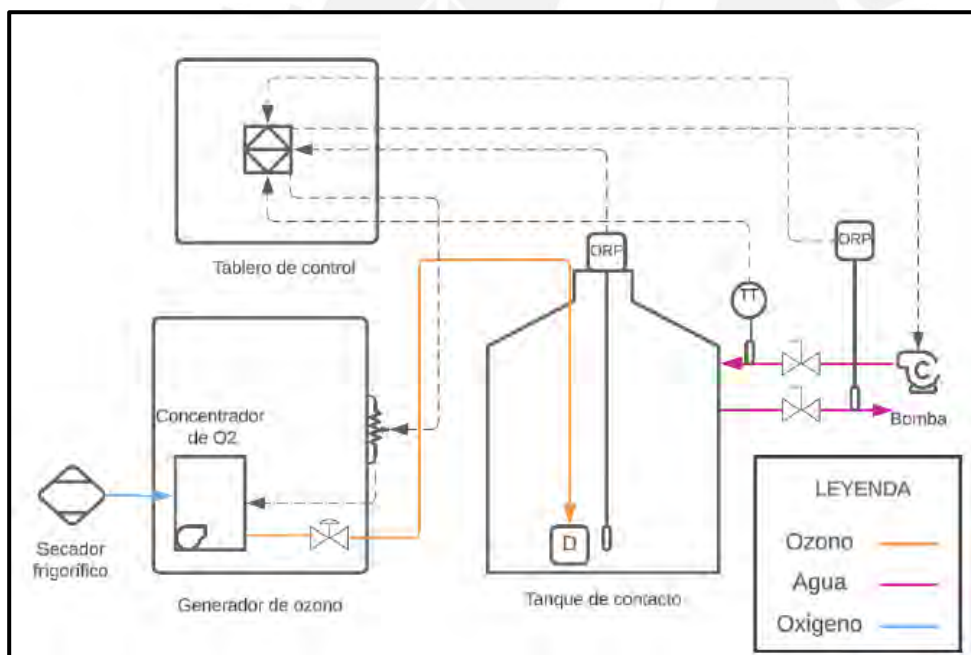 Tablero de control
ORP
ORP
TT
C
Bomba
Concentrador
de O2
Secador
frigorífico
Generador de ozono
D
Tanque de contacto
LEYENDA
Ozono
Agua
Oxigeno